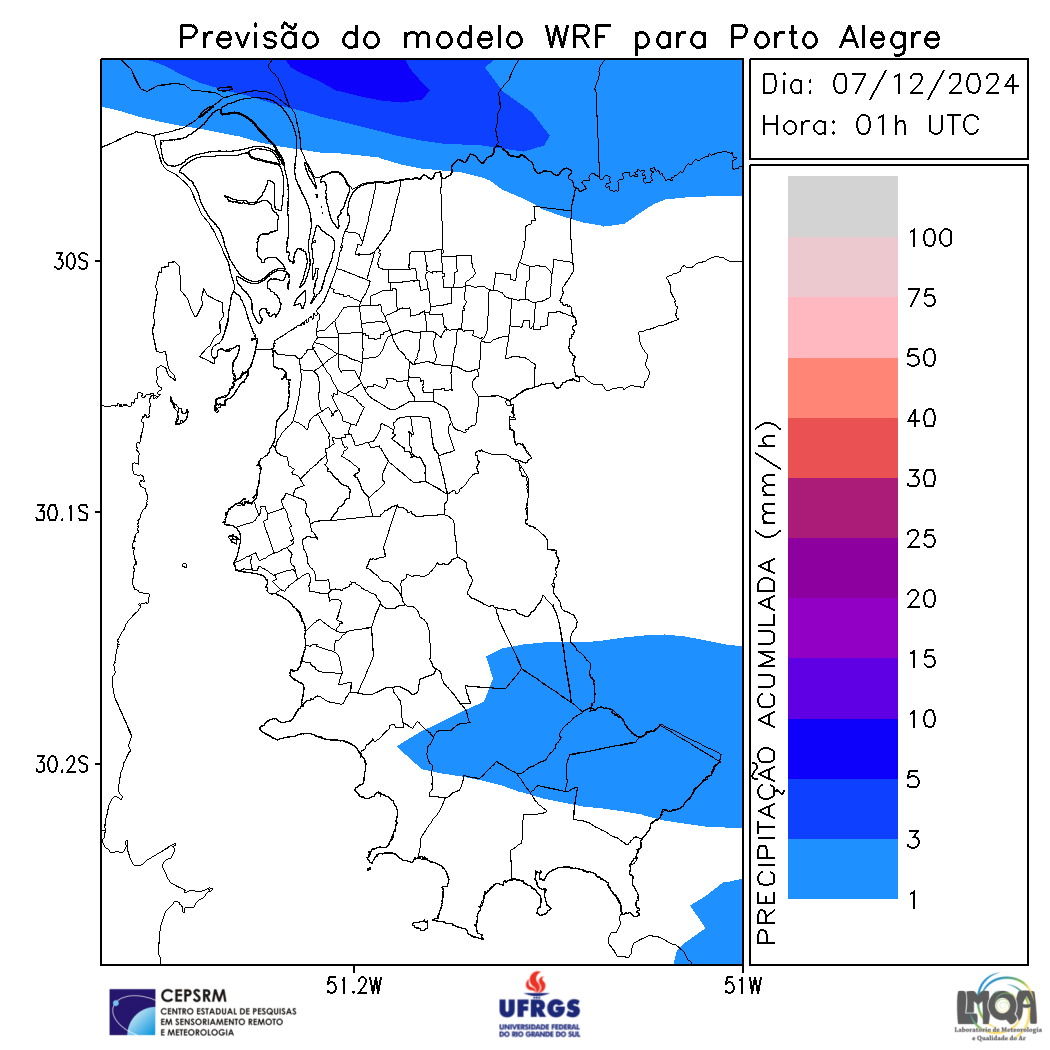 Previsão do modelo WRF para Porto Alegre
Dia: 07/12/2024
Hora: 01h UTC
30S
30.1S
30.2S
51.2W
51W
PRECIPITAÇÃO ACUMULADA (mm/h)
100
75
50
40
30
25
20
15
10
5
3
1
CEPSRM
CENTRO ESTADUAL DE PESQUISAS
EM SENSORIAMENTO REMOTO
E METEOROLOGIA
UFRGS
UNIVERSIDADE FEDERAL
DO RIO GRANDE DO SUL
LMQA
Laboratório de Meteorologia
e Qualidade do Ar